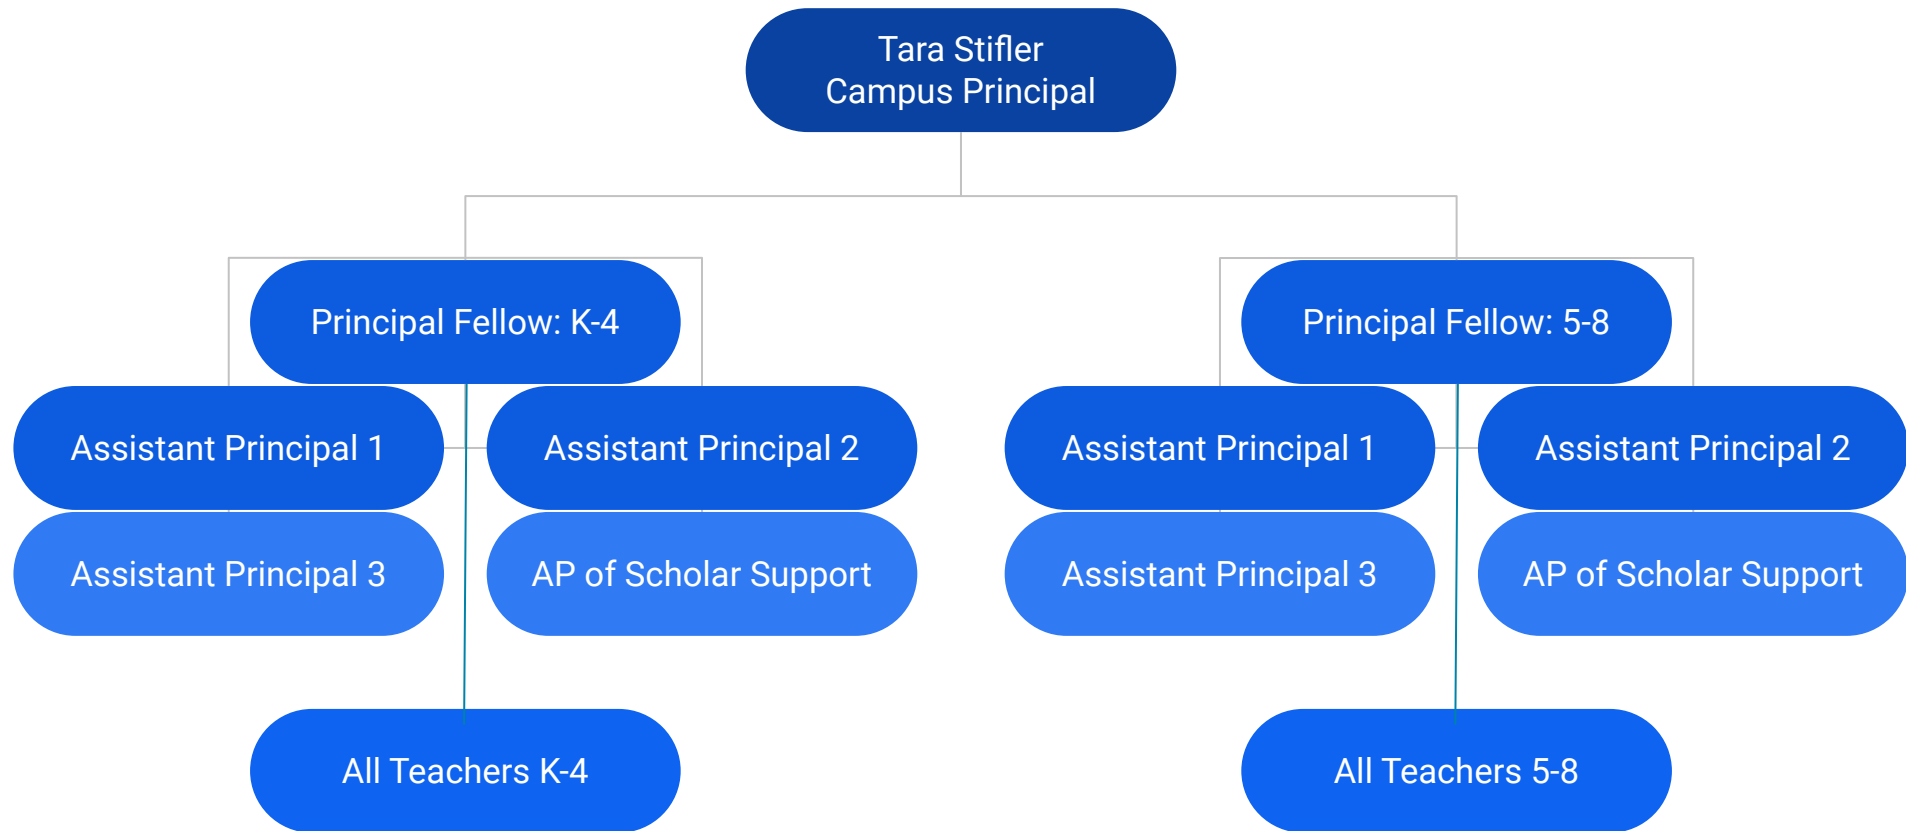 Tara Stifler
Campus Principal
Principal Fellow: K-4
Principal Fellow: 5-8
Assistant Principal 1
Assistant Principal 2
Assistant Principal 1
Assistant Principal 2
Assistant Principal 3
AP of Scholar Support
Assistant Principal 3
AP of Scholar Support
All Teachers K-4
All Teachers 5-8